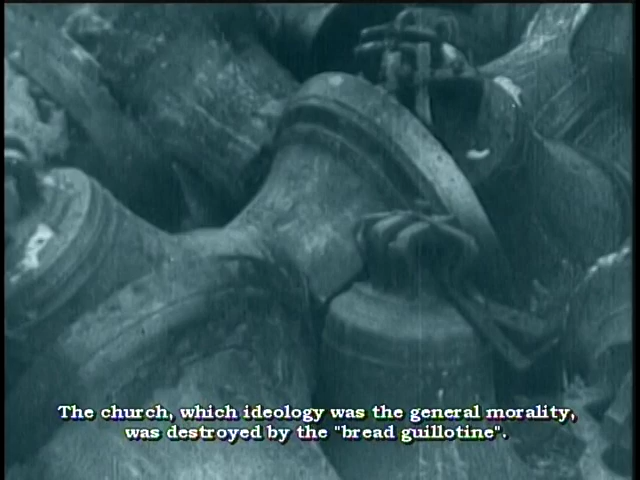 The church, which ideology was the general morality,
was destroyed by the "bread guillotine".